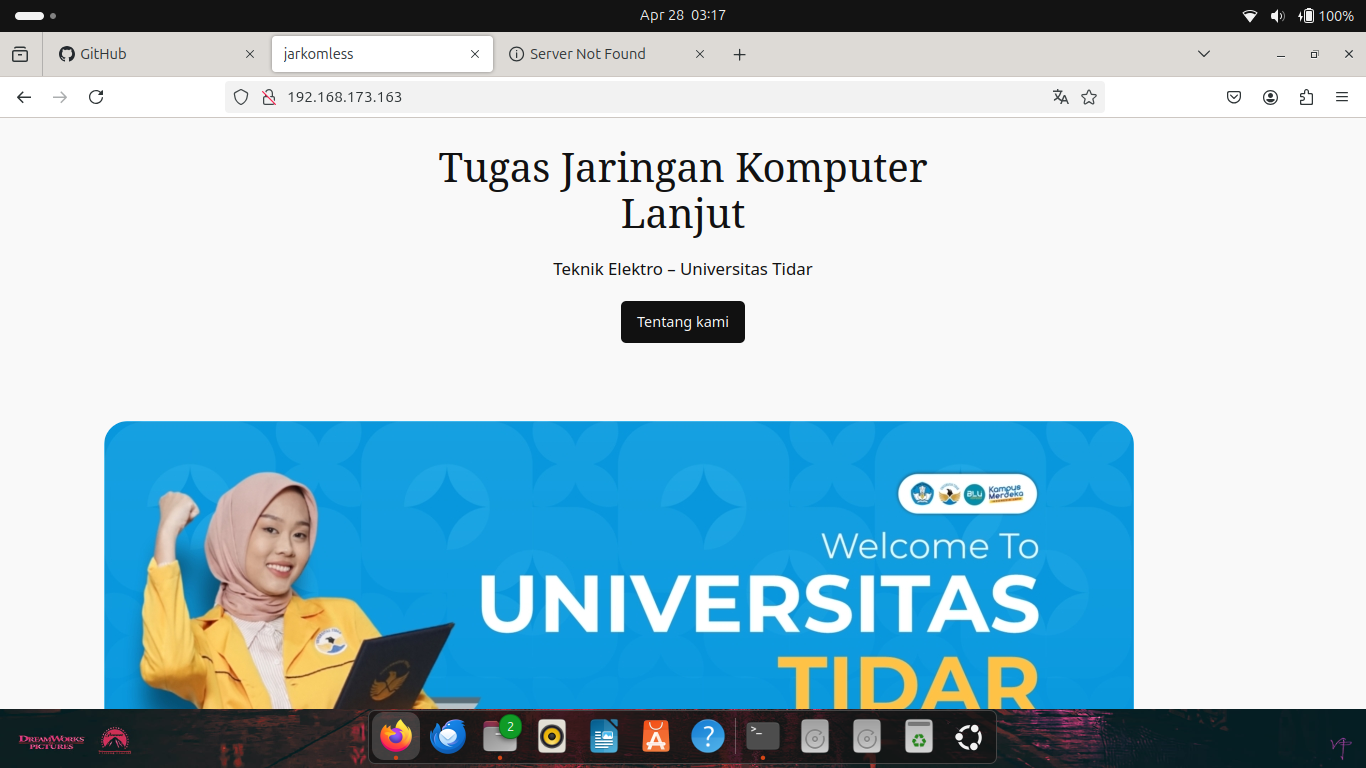 Apr 28 03:17
100%
GitHub
jarkomless
Server Not Found
192.168.173.163
Tugas Jaringan Komputer
Lanjut
Teknik Elektro – Universitas Tidar
Tentang kami
BLU
Kampus
Merdeka
Welcome To
UNIVERSITAS
TIDAR
DREAMWORKS
PICTURES
2
>_
?